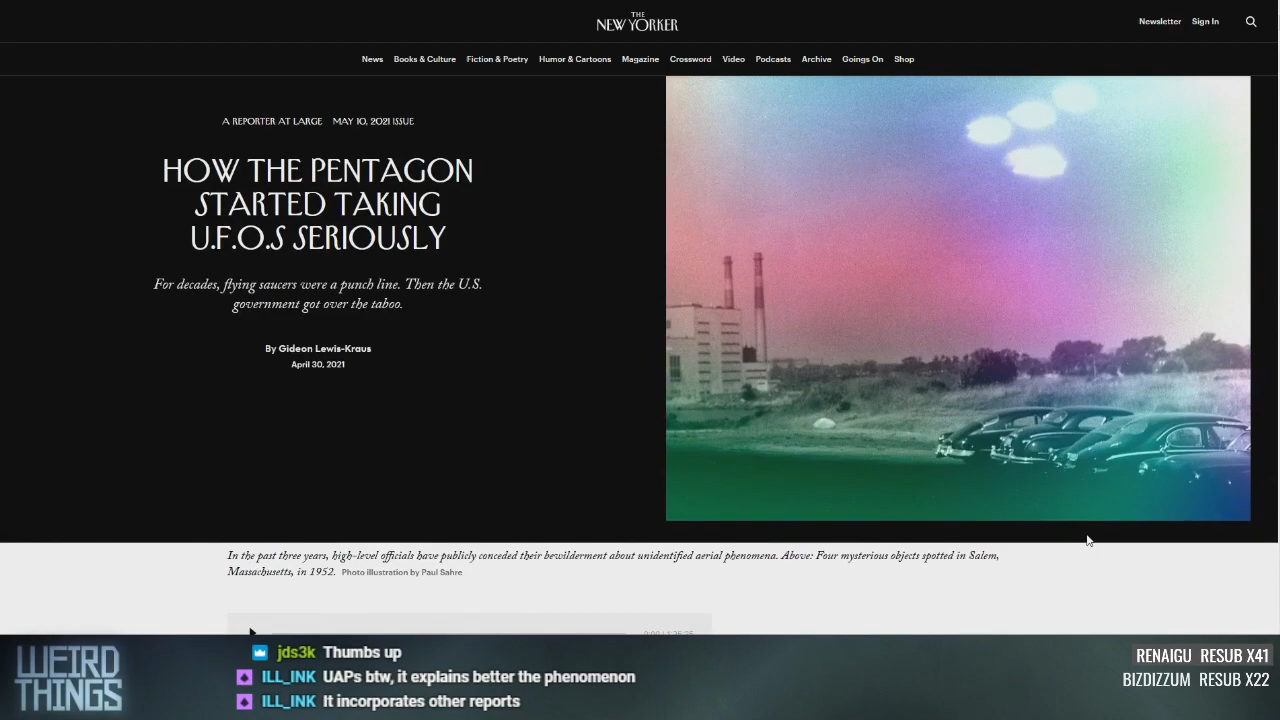 THE
NEW YORKER
Newsletter Sign In
News Books & Culture Fiction & Poetry Humor & Cartoons Magazine Crossword Video Podcasts Archive Goings On Shop
A REPORTER AT LARGE MAY 10, 2021 ISSUE
HOW THE PENTAGON
STARTED TAKING
U.F.O.S SERIOUSLY
For decades, flying saucers were a punch line. Then the U.S.
government got over the taboo.
By Gideon Lewis-Kraus
April 30, 2021
In the past three years, high-level officials have publicly conceded their bewilderment about unidentified aerial phenomena. Above: Four mysterious objects spotted in Salem,
Massachusetts, in 1952. Photo illustration by Paul Sahre
WEIRD
THINGS
jds3k Thumbs up
ILL_INK UAPs btw, it explains better the phenomenon
ILL_INK It incorporates other reports
RENAIGU RESUB X41
BIZDIZZUM RESUB X22